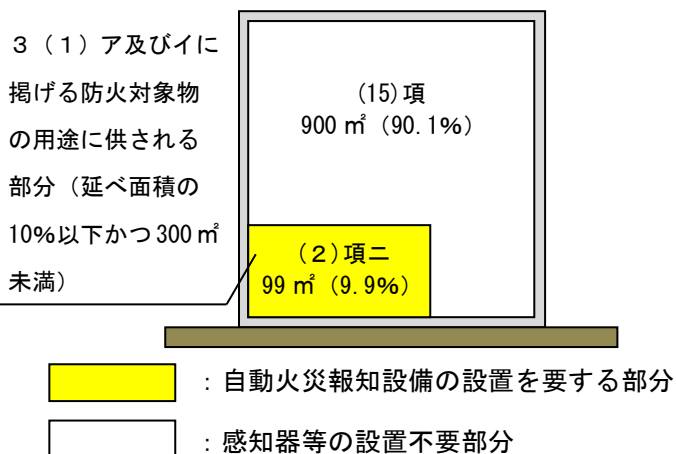 ３（１）ア及びイに
掲げる防火対象物
の用途に供される
部分（延べ面積の
10%以下かつ300㎡
未満）
(15)項
900㎡（90.1%）
（２）項ニ
99㎡（9.9%）
：自動火災報知設備の設置を要する部分
：感知器等の設置不要部分